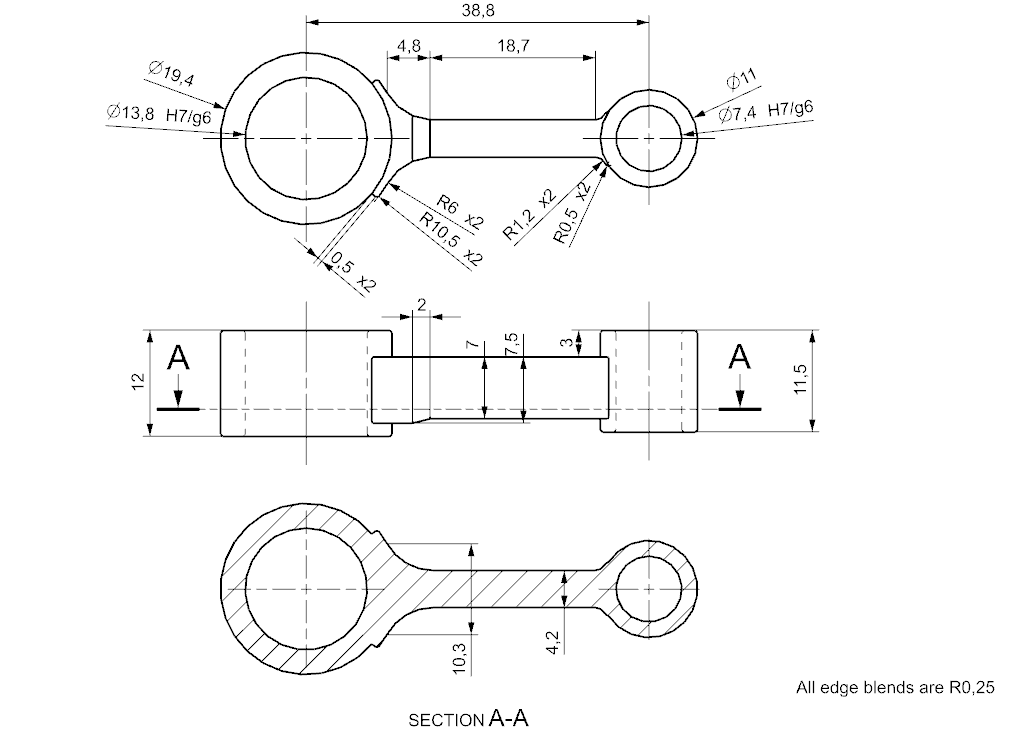 38,8
4,8
18,7
Ø19,4
Ø13,8 H7/g6
Ø11
Ø7,4 H7/g6
R6 x2
R10,5 x2
R1,2 x2
R0,5 x2
0,5 x2
2
7
7,5
3
A
A
12
11,5
10,3
4,2
All edge blends are R0,25
SECTION A-A